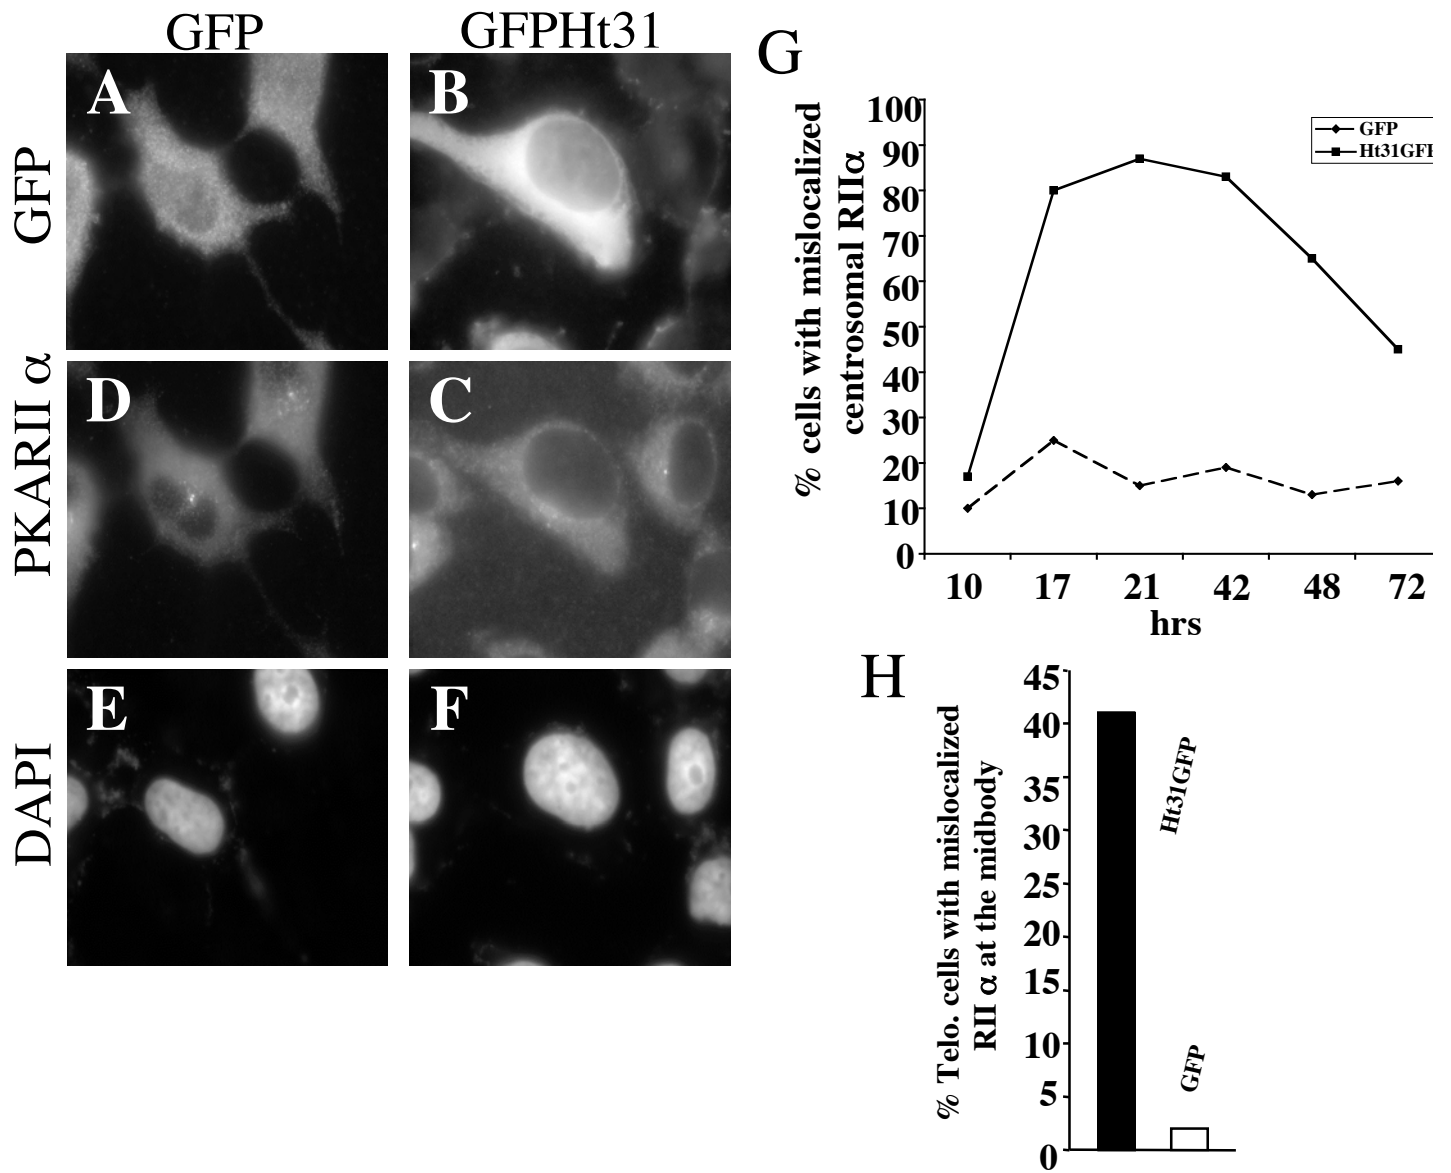 GFP
GFPHt31
GFP
PKARII α
DAPI
A
B
D
C
E
F
G
% cells with mislocalized
centrosomal RIIα
100
90
80
70
60
50
40
30
20
10
0
10 17 21 42 48 72
hrs
GFP
Ht31GFP
H
% Telo. cells with mislocalized
RII α at the midbody
45
40
35
30
25
20
15
10
5
0
Ht31GFP
GFP